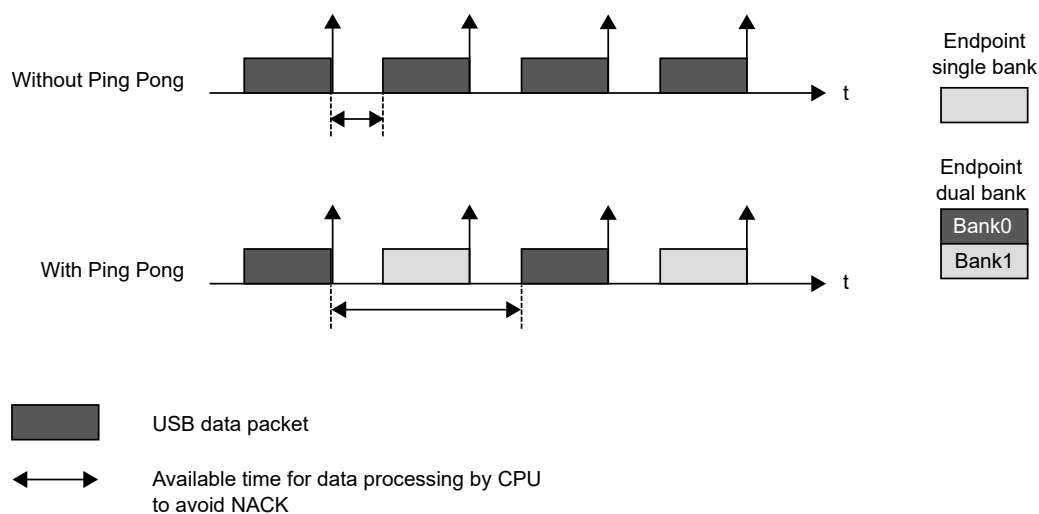 Without Ping Pong
t
Endpoint
single bank
Endpoint
dual bank
Bank0
Bank1
With Ping Pong
t
USB data packet
Available time for data processing by CPU
to avoid NACK